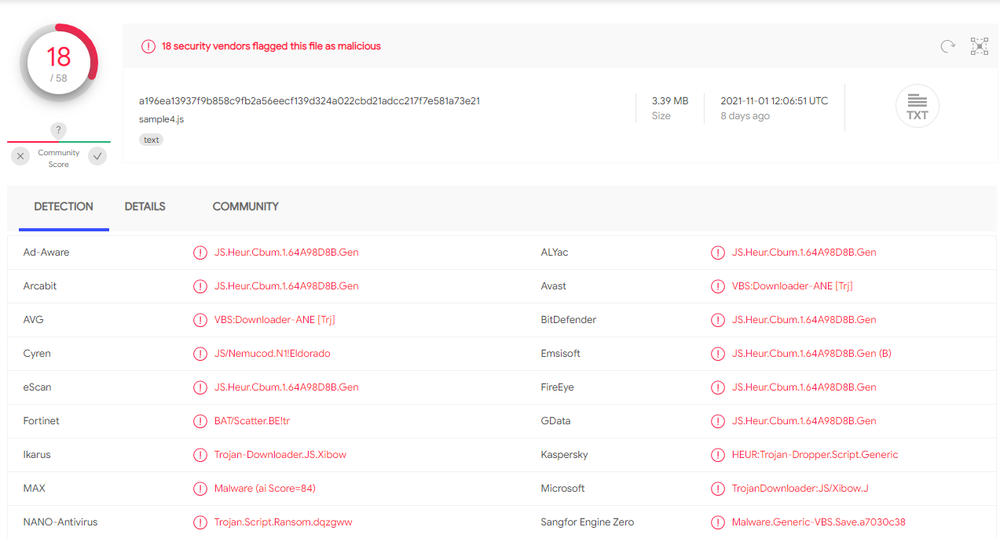 18
/ 58
?
Community
Score
18 security vendors flagged this file as malicious
a196ea13937f9b858c9fb2a56eecf139d324a022cbd21adcc217f7e581a73e21
sample4.js
text
3.39 MB
Size
2021-11-01 12:06:51 UTC
8 days ago
TXT
DETECTION DETAILS COMMUNITY
Ad-Aware JS.Heur.Cbum.1.64A98D8B.Gen ALYac JS.Heur.Cbum.1.64A98D8B.Gen
Arcabit JS.Heur.Cbum.1.64A98D8B.Gen Avast VBS:Downloader-ANE [Trj]
AVG VBS:Downloader-ANE [Trj] BitDefender JS.Heur.Cbum.1.64A98D8B.Gen
Cyren JS/Nemucod.N1!Eldorado Emsisoft JS.Heur.Cbum.1.64A98D8B.Gen (B)
eScan JS.Heur.Cbum.1.64A98D8B.Gen FireEye JS.Heur.Cbum.1.64A98D8B.Gen
Fortinet BAT/Scatter.BE!tr GData JS.Heur.Cbum.1.64A98D8B.Gen
Ikarus Trojan-Downloader.JS.Xibow Kaspersky HEUR:Trojan-Dropper.Script.Generic
MAX Malware (ai Score=84) Microsoft TrojanDownloader:JS/Xibow.J
NANO-Antivirus Trojan.Script.Ransom.dqzgww Sangfor Engine Zero Malware.Generic-VBS.Save.a7030c38